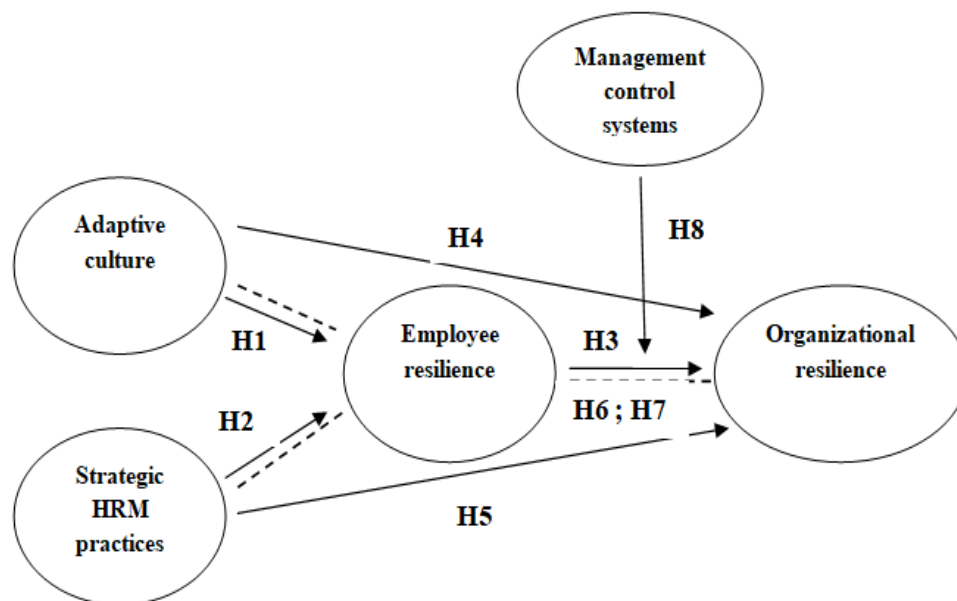 Management
control
systems
Adaptive
culture
H4
H8
H1
Employee
resilience
H3
Organizational
resilience
H6 ; H7
H2
Strategic
HRM
practices
H5